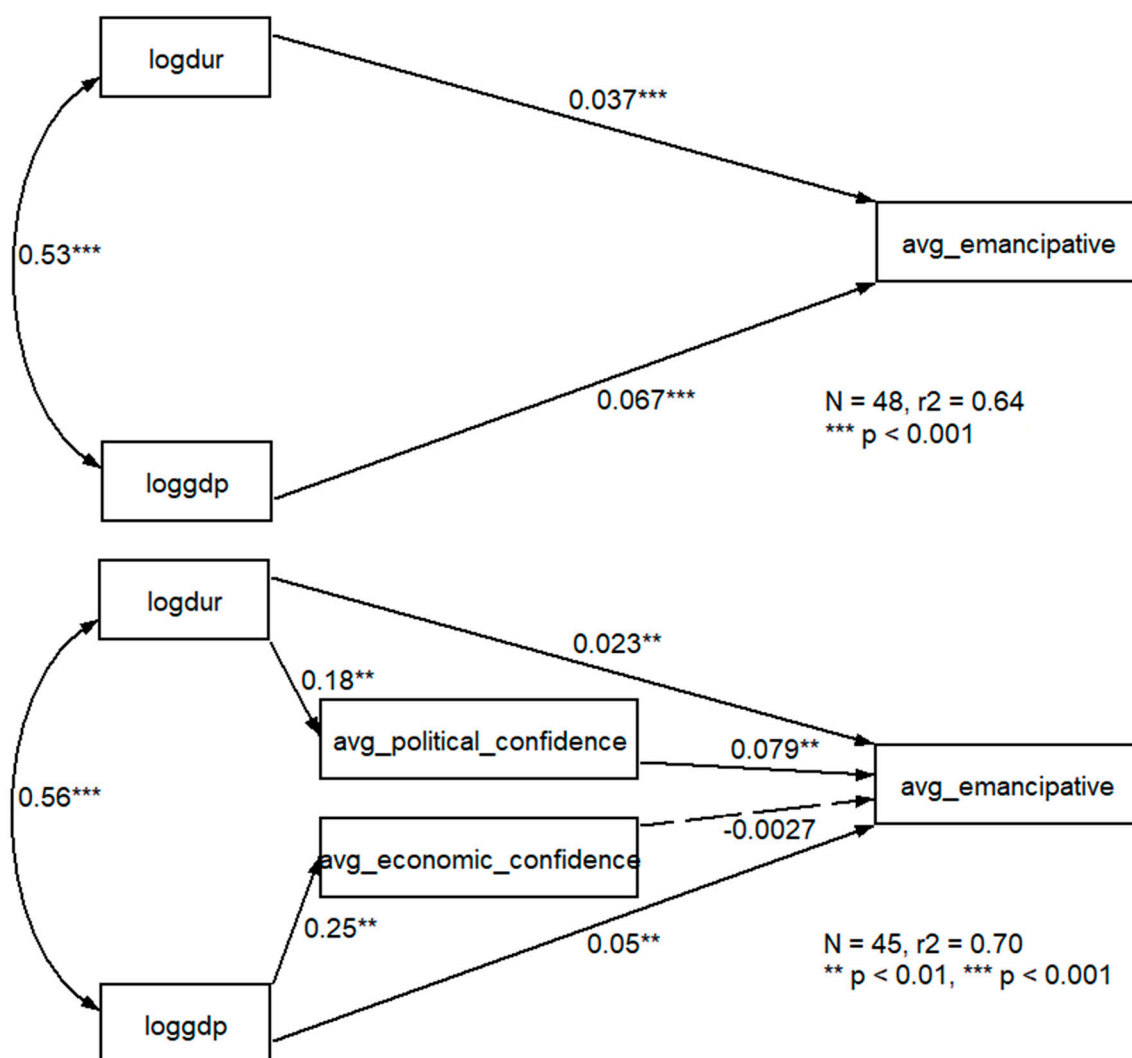 logdur
0.037***
avg_emancipative
0.53***
0.067***
N = 48, r2 = 0.64
*** p < 0.001
loggdp
logdur
0.023**
0.18**
avg_political_confidence
0.079**
avg_emancipative
0.56***
-0.0027
avg_economic_confidence
0.25**
0.05**
N = 45, r2 = 0.70
** p < 0.01, *** p < 0.001
loggdp